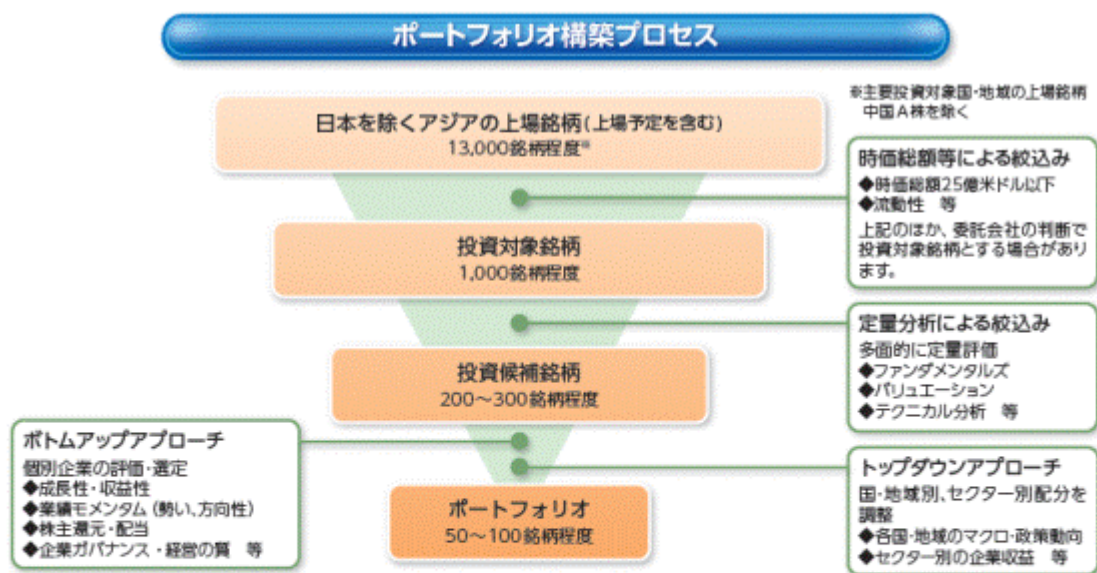 ポートフォリオ構築プロセス
※主要投資対象国・地域の上場銘柄
中国A株を除く
日本を除くアジアの上場銘柄(上場予定を含む)
13,000銘柄程度※
時価総額等による絞込み
◆時価総額25億米ドル以下
◆流動性 等
上記のほか、委託会社の判断で
投資対象銘柄とする場合があり
ます。
投資対象銘柄
1,000銘柄程度
定量分析による絞込み
多面的に定量評価
◆ファンダメンタルズ
◆バリュエーション
◆テクニカル分析 等
投資候補銘柄
200～300銘柄程度
ボトムアップアプローチ
個別企業の評価・選定
◆成長性・収益性
◆業績モメンタム(勢い、方向性)
◆株主還元・配当
◆企業ガバナンス・経営の質 等
トップダウンアプローチ
国・地域別、セクター別配分を
調整
◆各国・地域のマクロ・政策動向
◆セクター別の企業収益 等
ポートフォリオ
50～100銘柄程度